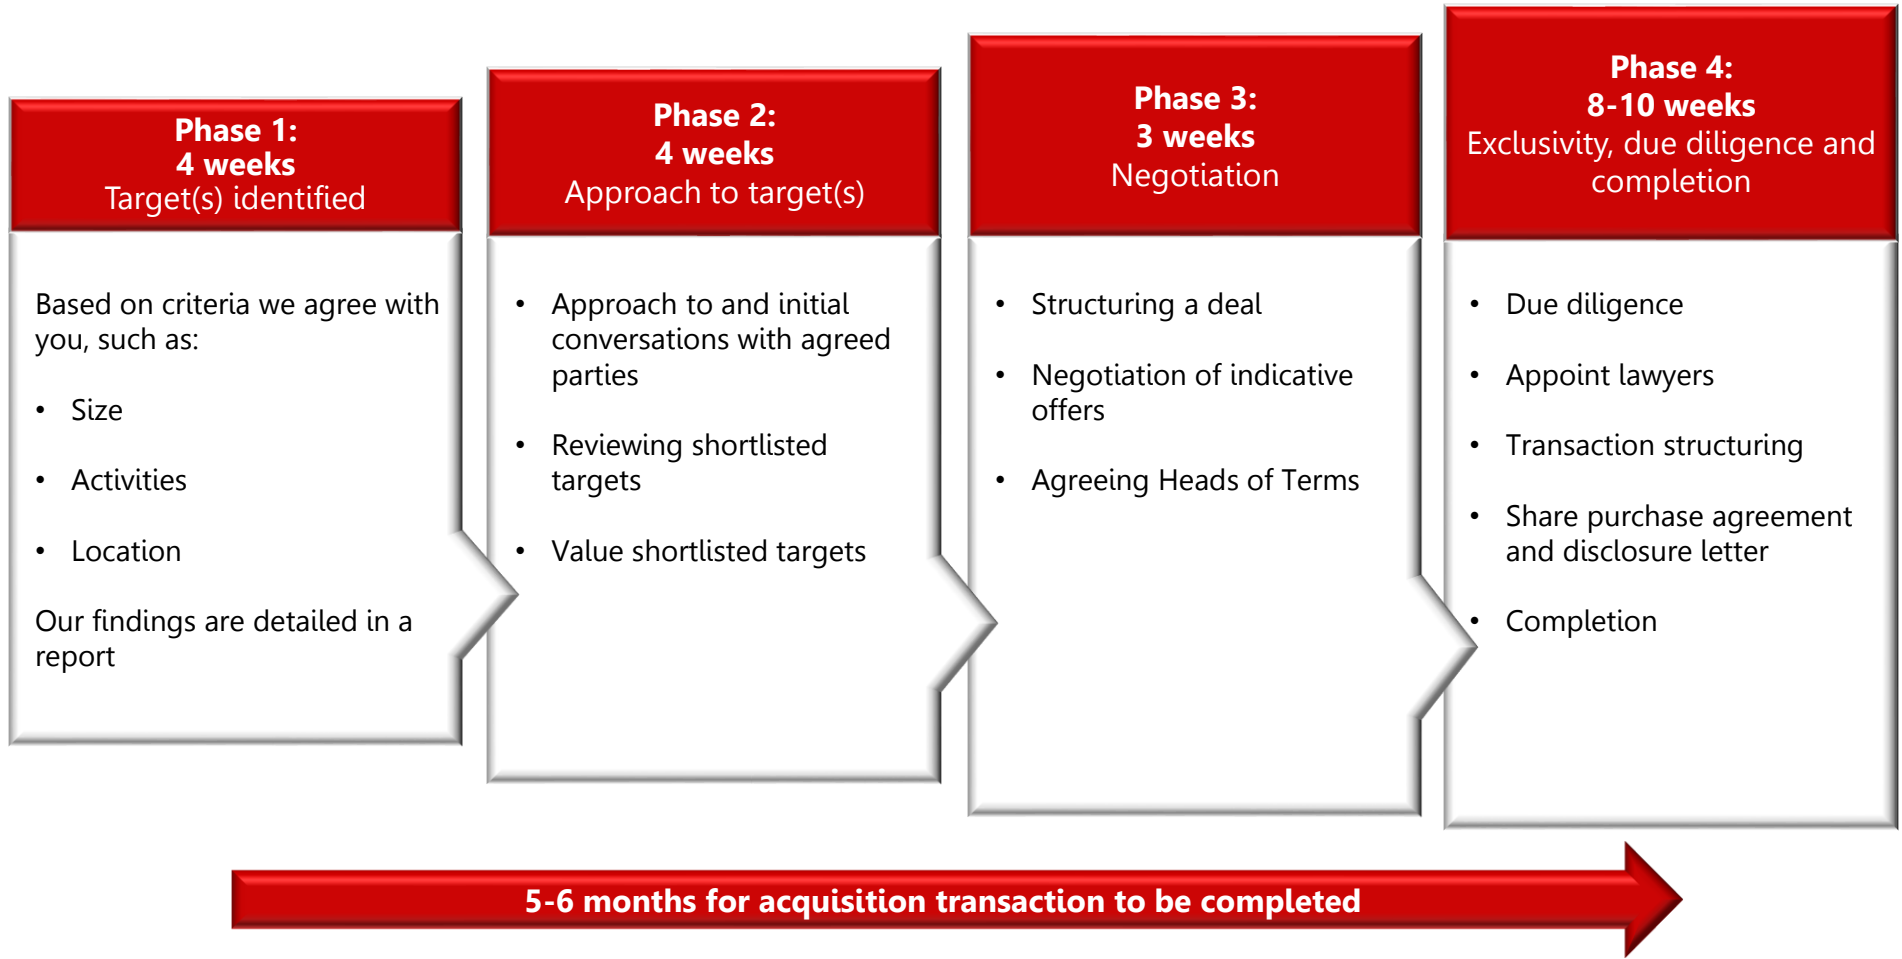 Phase 1:
4 weeks
Target(s) identified
Based on criteria we agree with
you, such as:
• Size
• Activities
• Location
Our findings are detailed in a
report
Phase 2:
4 weeks
Approach to target(s)
• Approach to and initial
conversations with agreed
parties
• Reviewing shortlisted
targets
• Value shortlisted targets
Phase 3:
3 weeks
Negotiation
• Structuring a deal
• Negotiation of indicative
offers
• Agreeing Heads of Terms
Phase 4:
8-10 weeks
Exclusivity, due diligence and
completion
• Due diligence
• Appoint lawyers
• Transaction structuring
• Share purchase agreement
and disclosure letter
• Completion
5-6 months for acquisition transaction to be completed